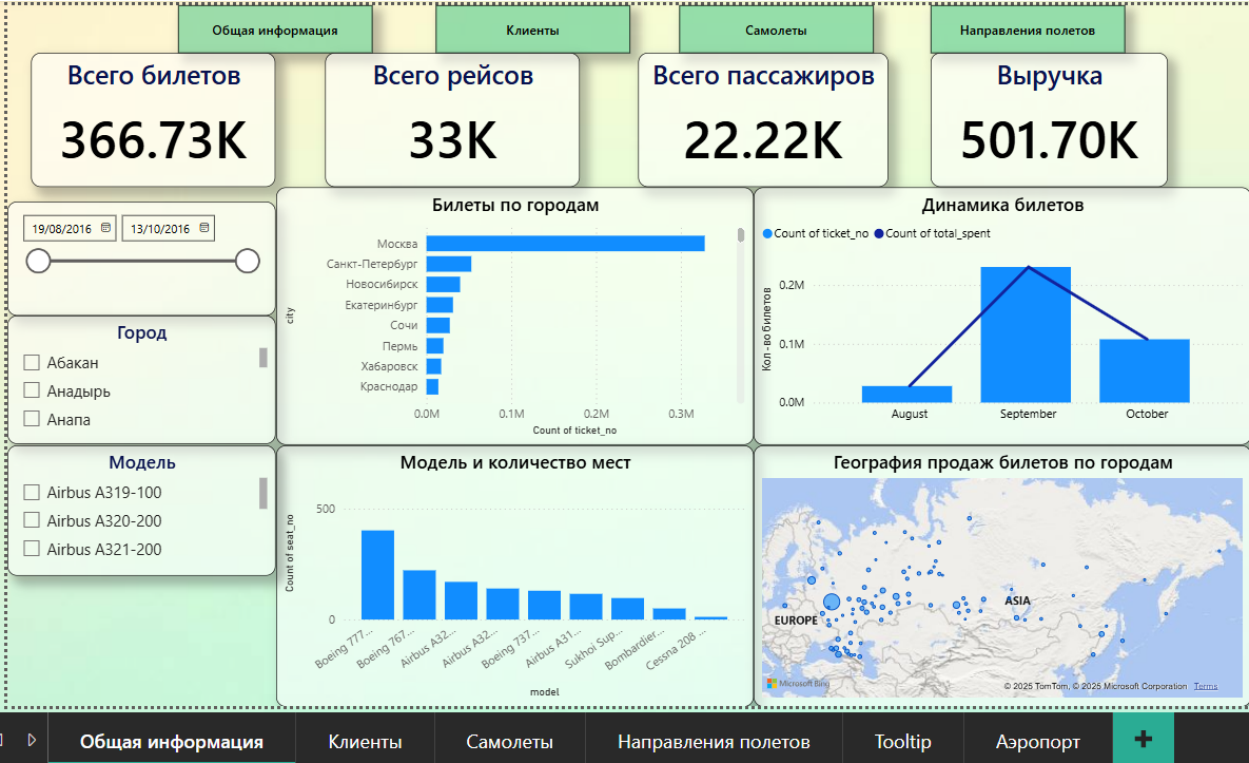 Общая информация
Клиенты
Самолеты
Направления полетов
Всего билетов
366.73K
Всего рейсов
33K
Всего пассажиров
22.22K
Выручка
501.70K
19/08/2016
13/10/2016
Город
Абакан
Анадырь
Анапа
Модель
Airbus A319-100
Airbus A320-200
Airbus A321-200
Билеты по городам
city
Москва
Санкт-Петербург
Новосибирск
Екатеринбург
Сочи
Пермь
Хабаровск
Краснодар
0.0M 0.1M 0.2M 0.3M
Count of ticket_no
Динамика билетов
Count of ticket_no Count of total_spent
Кол-во билетов
0.2M
0.1M
0.0M
August September October
Модель и количество мест
Count of seat_no
500
0
Boeing 777... Boeing 767... Airbus A32... Airbus A32... Boeing 737... Airbus A31... Sukhoi Sup... Bombardier... Cessna 208 ...
model
География продаж билетов по городам
ASIA
EUROPE
Microsoft Bing
© 2025 TomTom, © 2025 Microsoft Corporation Terms
Общая информация
Клиенты
Самолеты
Направления полетов
Tooltip
Аэропорт
+